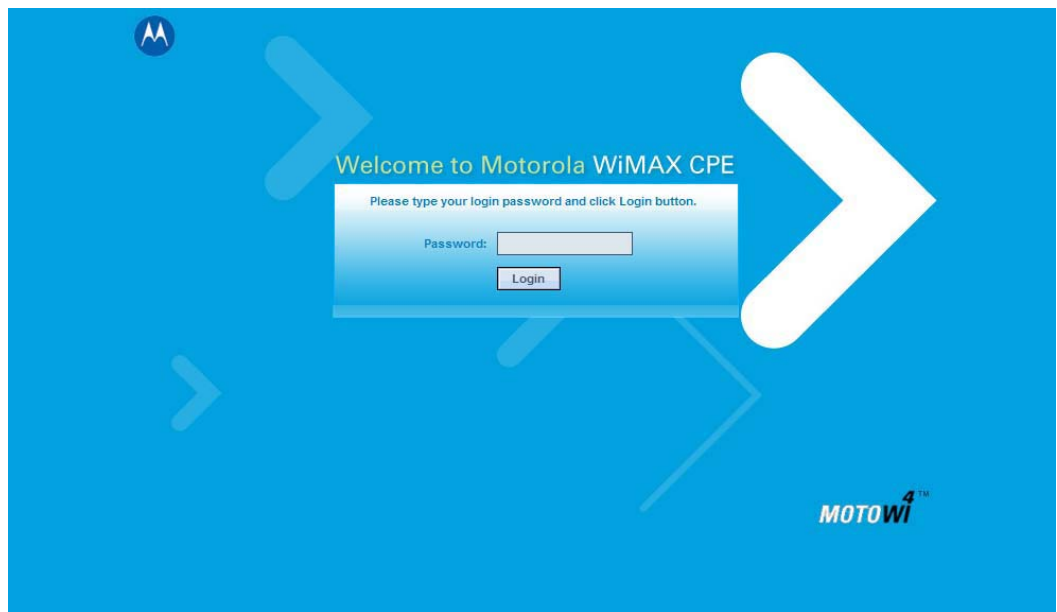 Welcome to Motorola WiMAX CPE
Please type your login password and click Login button.
Password:
Login
MOTOWi4™